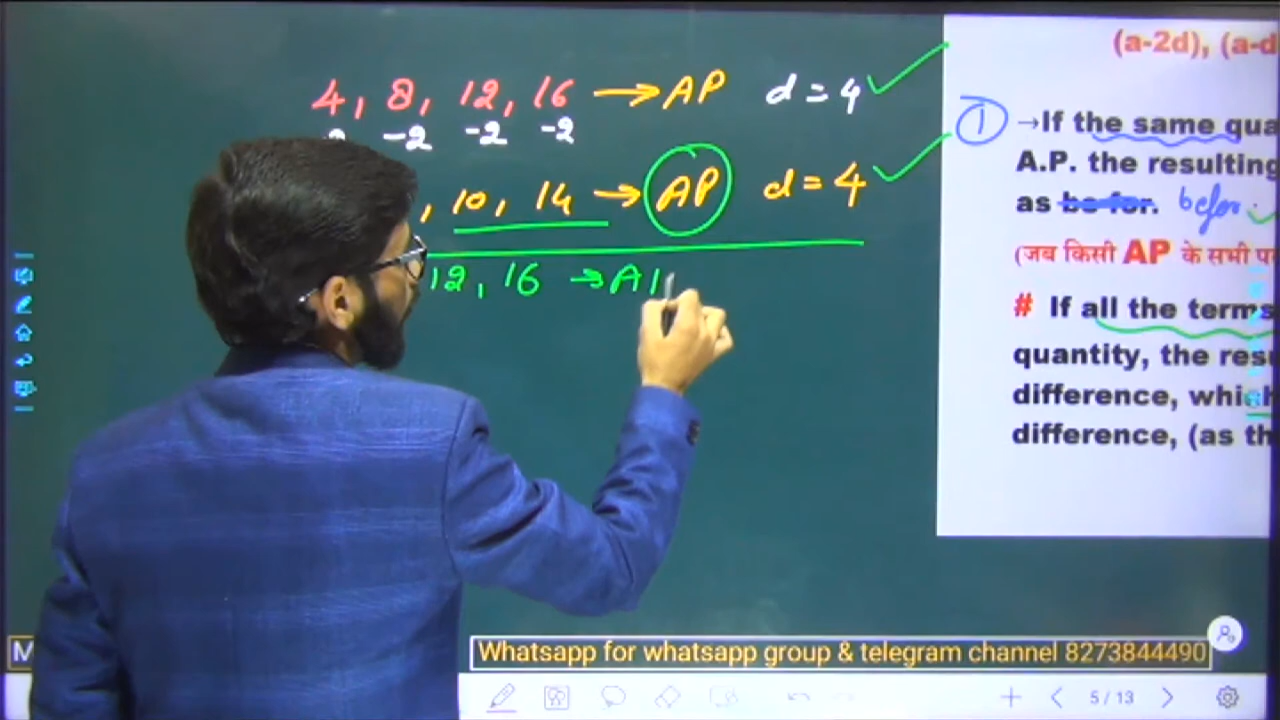 4, 8, 12, 16 → AP d = 4 ✓
-2 -2 -2
, 10, 14 → AP d = 4 ✓
12, 16 → AP
(a-2d), (a-d
① →If the same qua
A.P. the resulting
as be for. befor. 
(जब किसी AP के सभी प
# If all the terms
quantity, the resu
difference, which
difference, (as th
M
Whatsapp for whatsapp group & telegram channel 8273844490
5 / 13